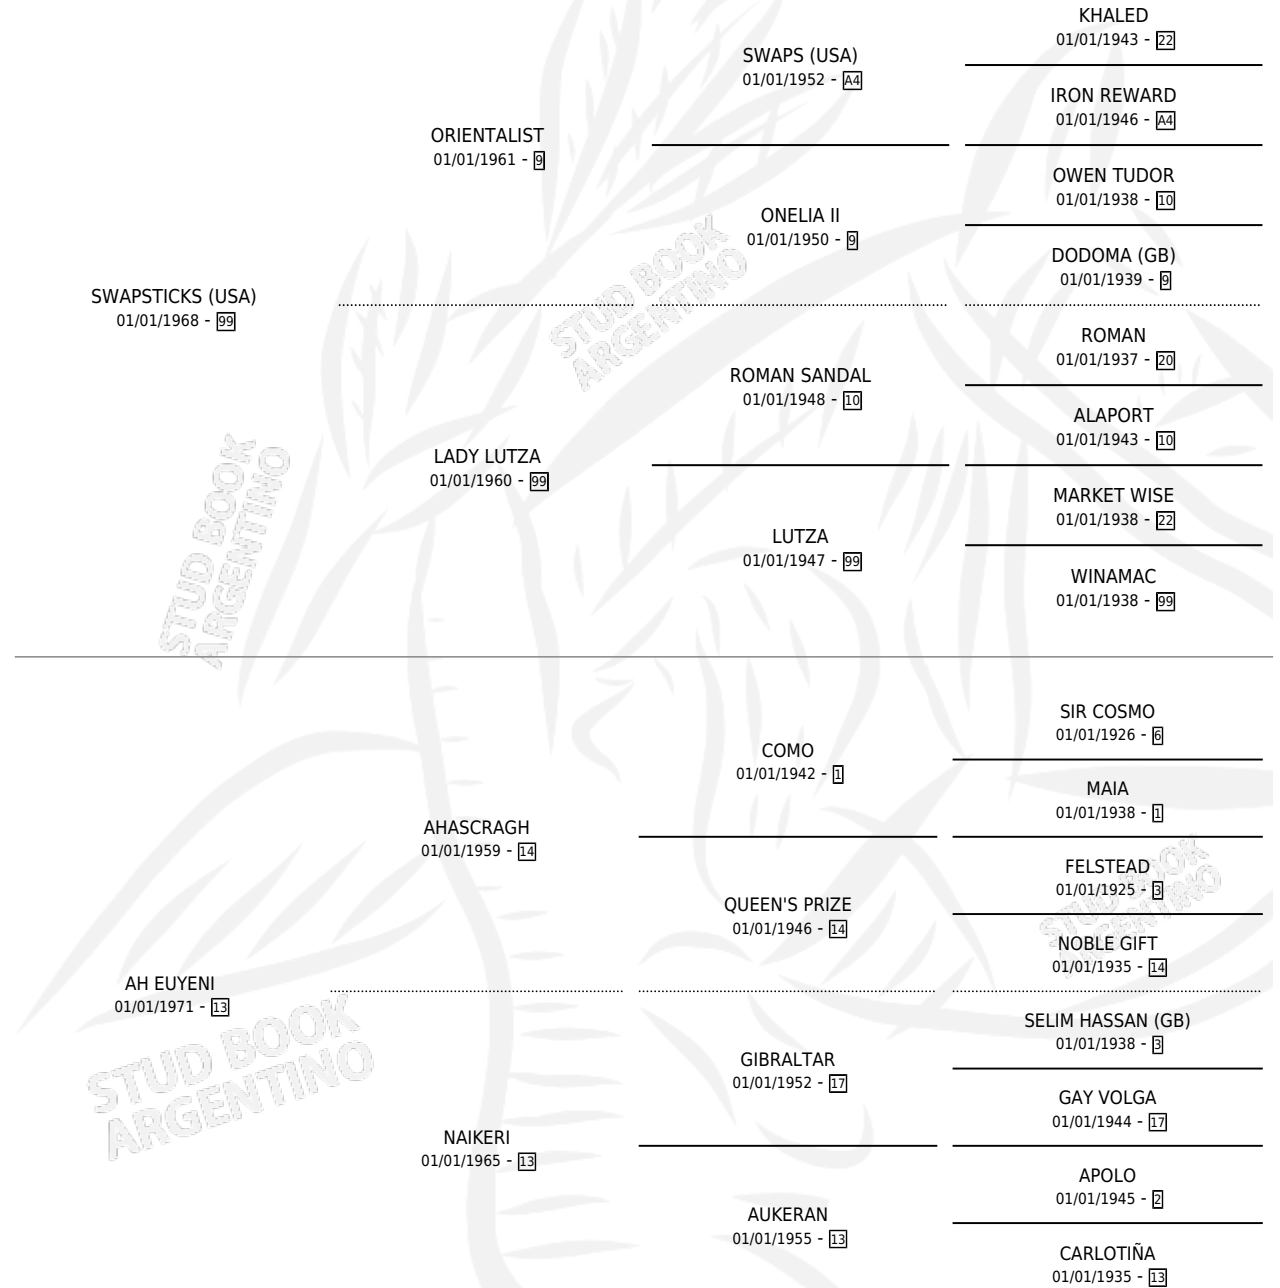 KHALED
01/01/1943 - 22
SWAPS (USA)
01/01/1952 - A4
IRON REWARD
01/01/1946 - A4
ORIENTALIST
01/01/1961 - 9
OWEN TUDOR
01/01/1938 - 10
ONELIA II
01/01/1950 - 9
DODOMA (GB)
01/01/1939 - 9
SWAPSTICKS (USA)
01/01/1968 - 99
ROMAN
01/01/1937 - 20
ROMAN SANDAL
01/01/1948 - 10
ALAPORT
01/01/1943 - 10
LADY LUTZA
01/01/1960 - 99
MARKET WISE
01/01/1938 - 22
LUTZA
01/01/1947 - 99
WINAMAC
01/01/1938 - 99
SIR COSMO
01/01/1926 - 6
COMO
01/01/1942 - 1
MAIA
01/01/1938 - 1
AHASCRAGH
01/01/1959 - 14
FELSTEAD
01/01/1925 - 3
QUEEN'S PRIZE
01/01/1946 - 14
NOBLE GIFT
01/01/1935 - 14
AH EUYENI
01/01/1971 - 13
SELIM HASSAN (GB)
01/01/1938 - 3
GIBRALTAR
01/01/1952 - 17
GAY VOLGA
01/01/1944 - 17
NAIKERI
01/01/1965 - 13
APOLO
01/01/1945 - 2
AUKERAN
01/01/1955 - 13
CARLOTIÑA
01/01/1935 - 13
STUD BOOK
ARGENTINO
STUD BOOK
ARGENTINO
STUD BOOK
ARGENTINO
STUD BOOK
ARGENTINO